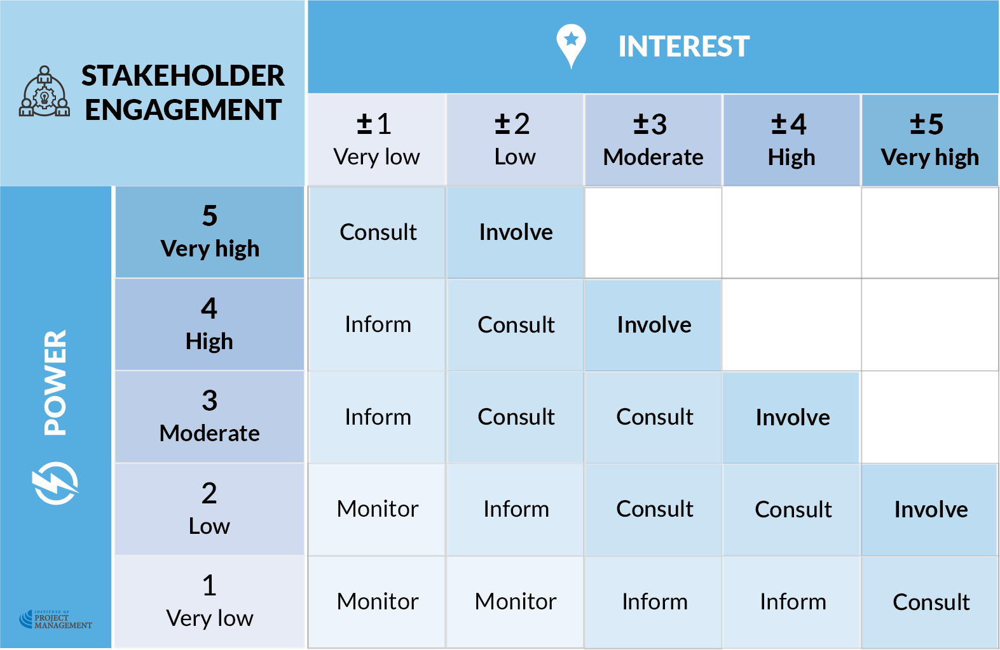 STAKEHOLDER
ENGAGEMENT
INTEREST
±1
Very low
±2
Low
±3
Moderate
±4
High
±5
Very high
POWER
5
Very high
Consult
Involve
4
High
Inform
Consult
Involve
3
Moderate
Inform
Consult
Consult
Involve
2
Low
Monitor
Inform
Consult
Consult
Involve
1
Very low
Monitor
Monitor
Inform
Inform
Consult
INSTITUTE OF
PROJECT
MANAGEMENT